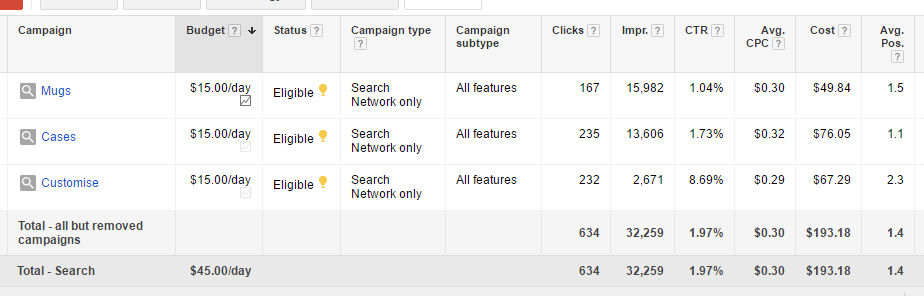 Campaign Budget ? Status ? Campaign type ? Campaign subtype Clicks ? Impr. ? CTR ? Avg. CPC ? Cost ? Avg. Pos. ?
Mugs $15.00/day Eligible Search Network only All features 167 15,982 1.04% $0.30 $49.84 1.5
Cases $15.00/day Eligible Search Network only All features 235 13,606 1.73% $0.32 $76.05 1.1
Customise $15.00/day Eligible Search Network only All features 232 2,671 8.69% $0.29 $67.29 2.3
Total - all but removed campaigns 634 32,259 1.97% $0.30 $193.18 1.4
Total - Search $45.00/day 634 32,259 1.97% $0.30 $193.18 1.4